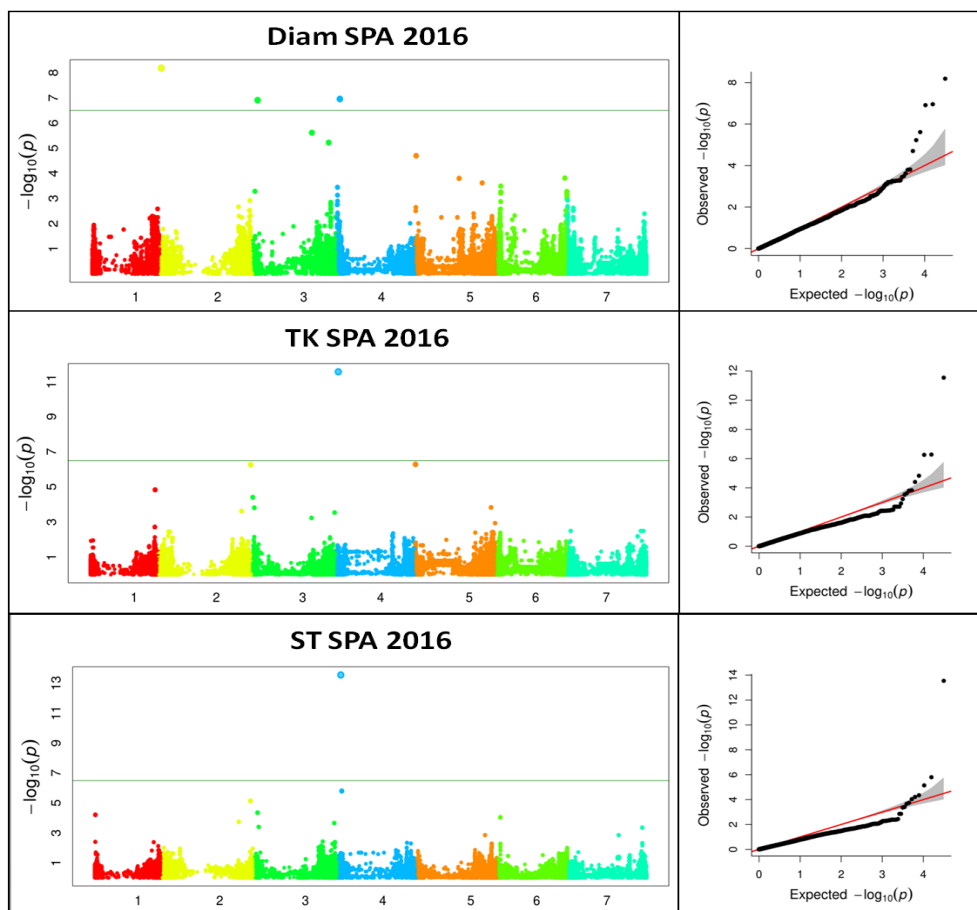 Diam SPA 2016
−log10(p)
8
7
6
5
4
3
2
1
1 2 3 4 5 6 7
Observed −log10(p)
8
6
4
2
0
0 1 2 3 4
Expected −log10(p)
TK SPA 2016
−log10(p)
11
9
7
5
3
1
1 2 3 4 5 6 7
Observed −log10(p)
12
10
8
6
4
2
0
0 1 2 3 4
Expected −log10(p)
ST SPA 2016
−log10(p)
13
11
9
7
5
3
1
1 2 3 4 5 6 7
Observed −log10(p)
14
12
10
8
6
4
2
0
0 1 2 3 4
Expected −log10(p)